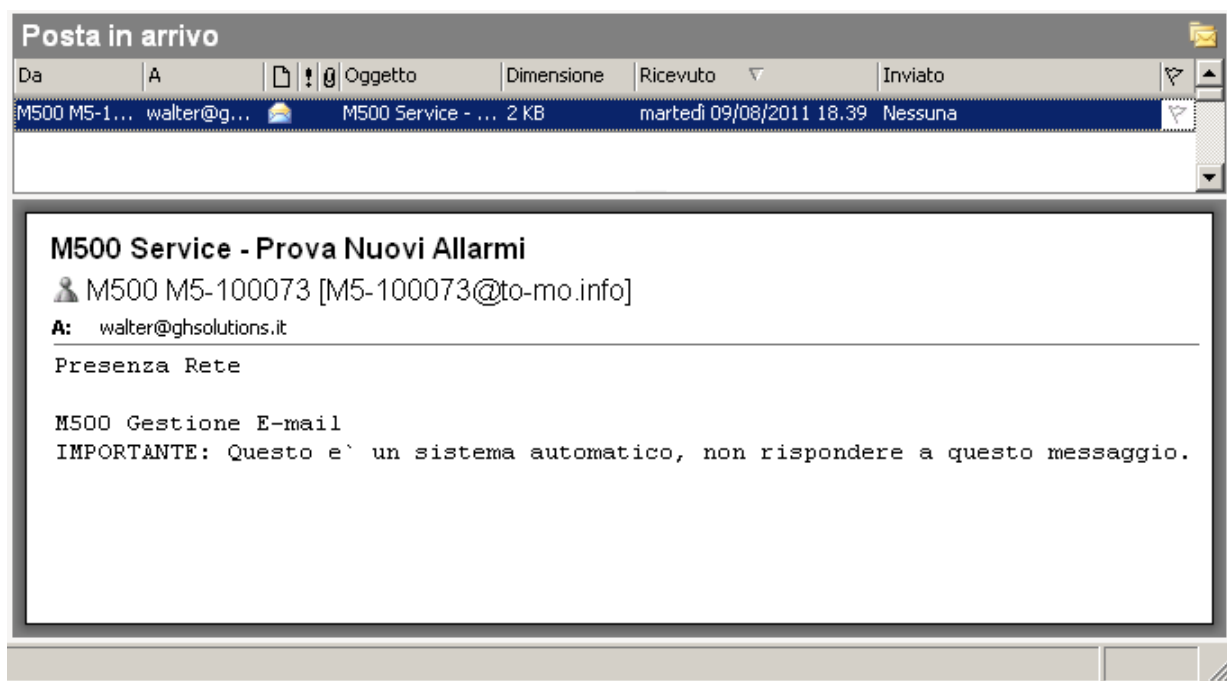 Posta in arrivo
Da A ! Oggetto Dimensione Ricevuto Inviato
M500 M5-1... walter@g... M500 Service - ... 2 KB martedì 09/08/2011 18.39 Nessuna
M500 Service - Prova Nuovi Allarmi
M500 M5-100073 [M5-100073@to-mo.info]
A: walter@ghsolutions.it
Presenza Rete
M500 Gestione E-mail
IMPORTANTE: Questo e` un sistema automatico, non rispondere a questo messaggio.